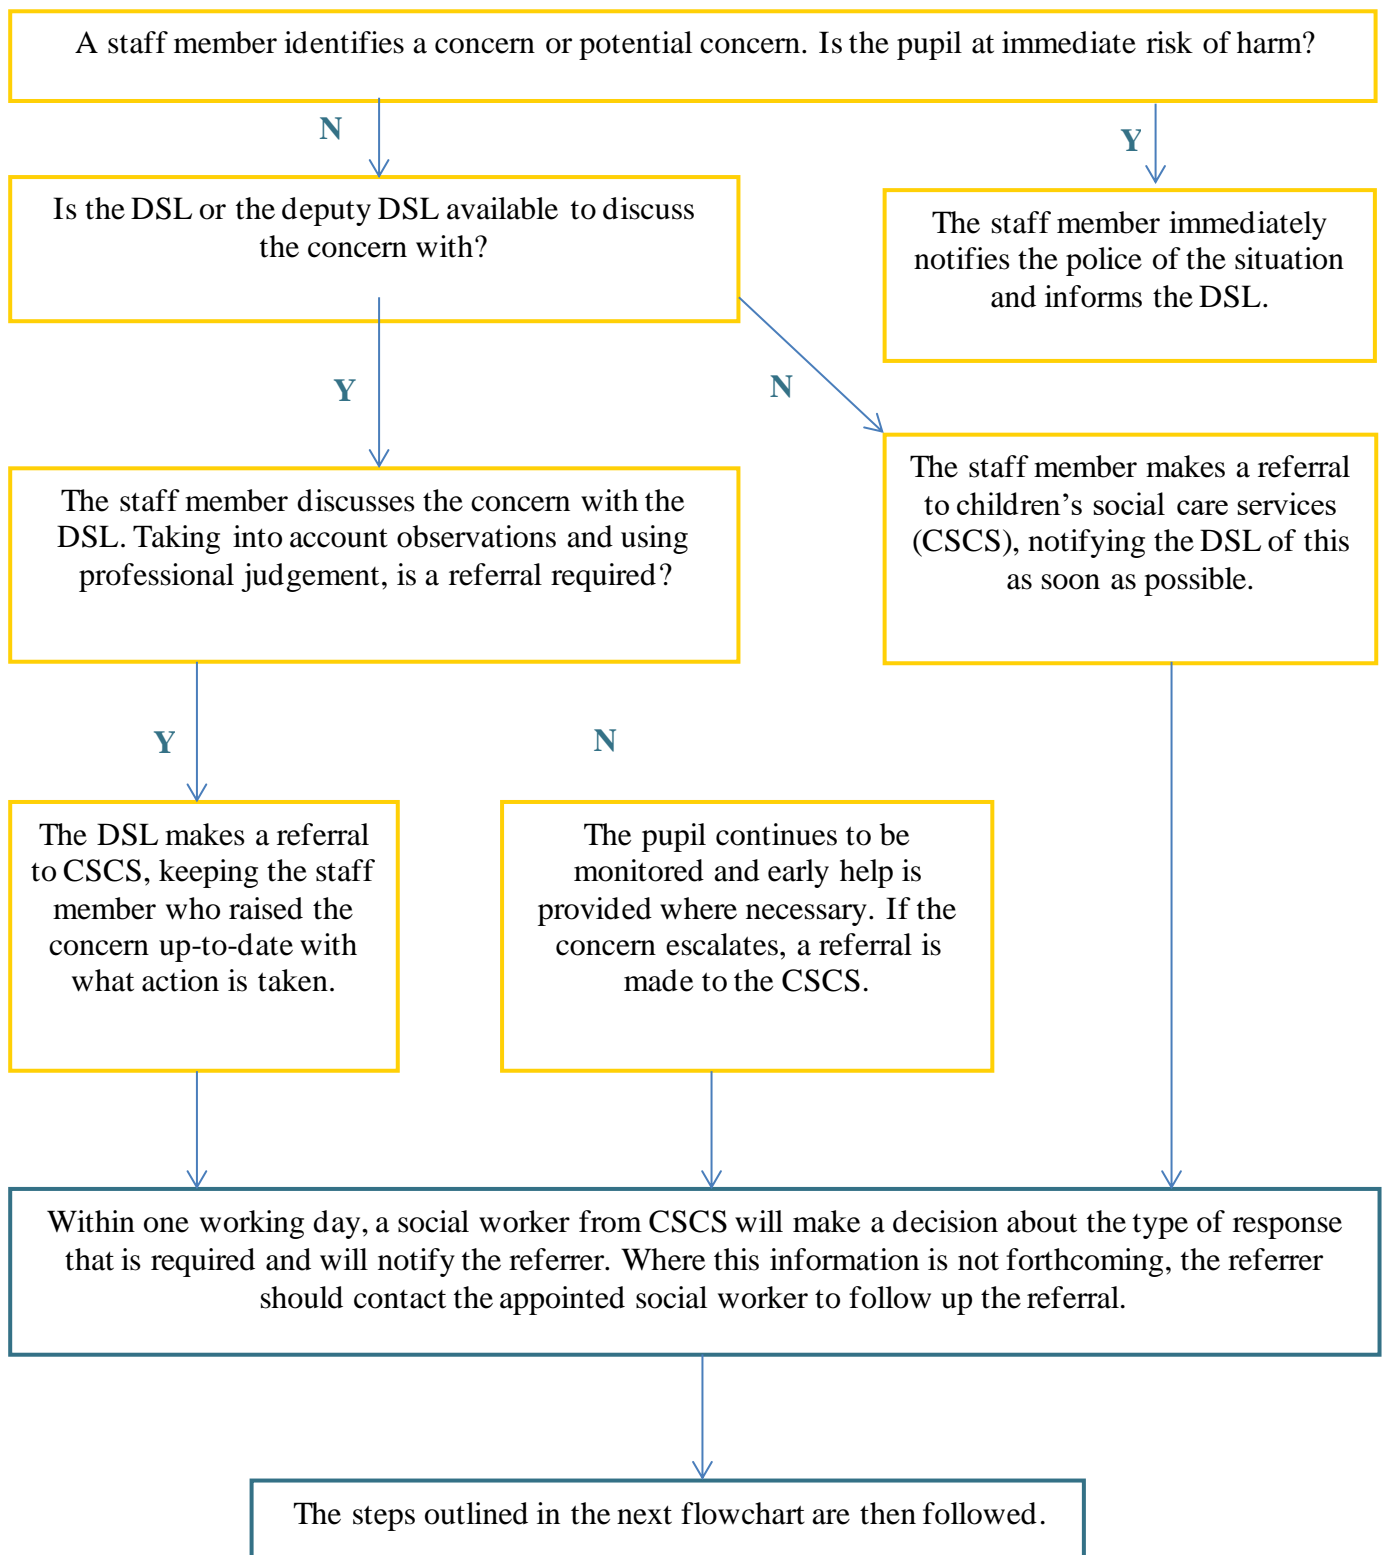 A staff member identifies a concern or potential concern. Is the pupil at immediate risk of harm?
N
Y
Is the DSL or the deputy DSL available to discuss
the concern with?
The staff member immediately
notifies the police of the situation
and informs the DSL.
Y
N
The staff member discusses the concern with the
DSL. Taking into account observations and using
professional judgement, is a referral required?
The staff member makes a referral
to children’s social care services
(CSCS), notifying the DSL of this
as soon as possible.
Y
N
The DSL makes a referral
to CSCS, keeping the staff
member who raised the
concern up-to-date with
what action is taken.
The pupil continues to be
monitored and early help is
provided where necessary. If the
concern escalates, a referral is
made to the CSCS.
Within one working day, a social worker from CSCS will make a decision about the type of response
that is required and will notify the referrer. Where this information is not forthcoming, the referrer
should contact the appointed social worker to follow up the referral.
The steps outlined in the next flowchart are then followed.